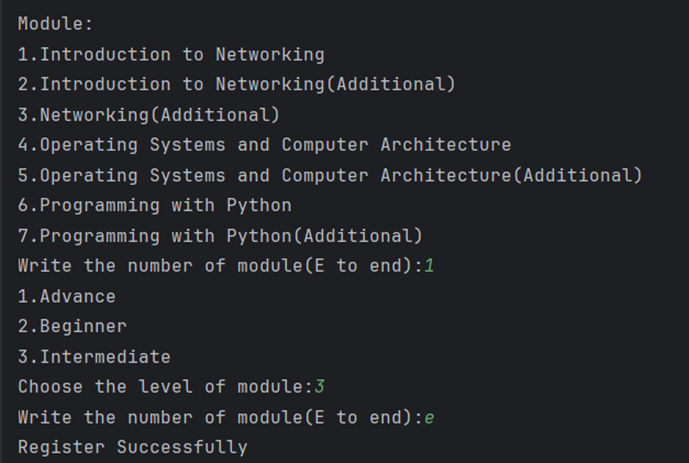 Module:
1.Introduction to Networking
2.Introduction to Networking(Additional)
3.Networking(Additional)
4.Operating Systems and Computer Architecture
5.Operating Systems and Computer Architecture(Additional)
6.Programming with Python
7.Programming with Python(Additional)
Write the number of module(E to end):1
1.Advance
2.Beginner
3.Intermediate
Choose the level of module:3
Write the number of module(E to end):e
Register Successfully